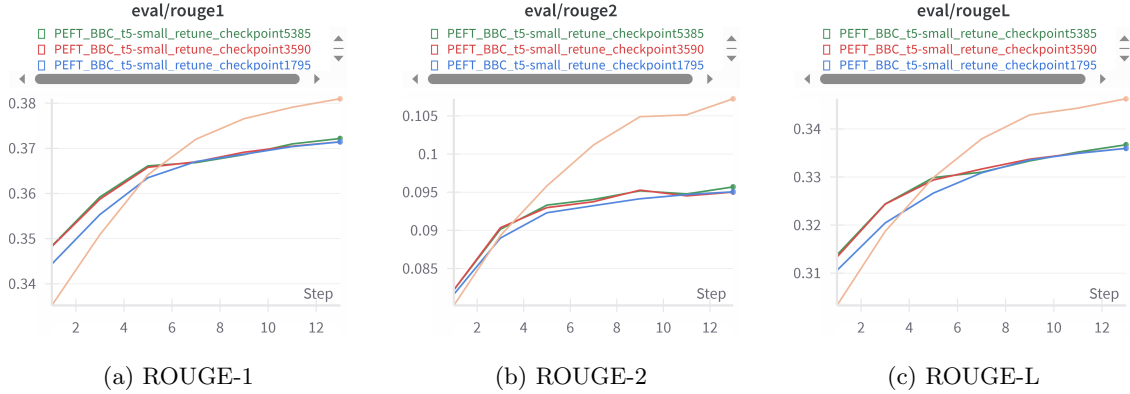 eval/rouge1
PEFT_BBC_t5-small_retune_checkpoint5385
PEFT_BBC_t5-small_retune_checkpoint3590
PEFT_BBC_t5-small_retune_checkpoint1795
0.38
0.37
0.36
0.35
0.34
Step
2 4 6 8 10 12
(a) ROUGE-1
eval/rouge2
PEFT_BBC_t5-small_retune_checkpoint5385
PEFT_BBC_t5-small_retune_checkpoint3590
PEFT_BBC_t5-small_retune_checkpoint1795
0.105
0.1
0.095
0.09
0.085
Step
2 4 6 8 10 12
(b) ROUGE-2
eval/rougeL
PEFT_BBC_t5-small_retune_checkpoint5385
PEFT_BBC_t5-small_retune_checkpoint3590
PEFT_BBC_t5-small_retune_checkpoint1795
0.34
0.33
0.32
0.31
Step
2 4 6 8 10 12
(c) ROUGE-L